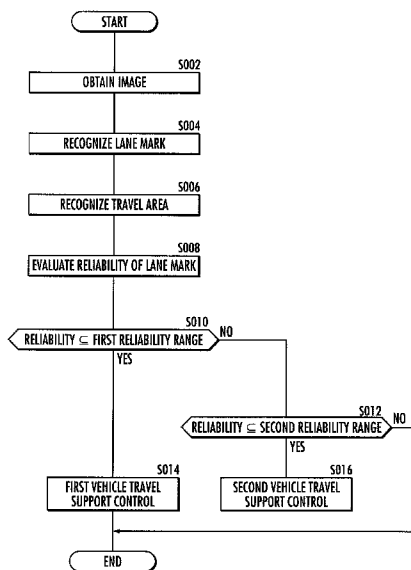 START
S002
OBTAIN IMAGE
S004
RECOGNIZE LANE MARK
S006
RECOGNIZE TRAVEL AREA
S008
EVALUATE RELIABILITY OF LANE MARK
S010
RELIABILITY ⊆ FIRST RELIABILITY RANGE
NO
YES
S012
RELIABILITY ⊆ SECOND RELIABILITY RANGE
NO
YES
S014
FIRST VEHICLE TRAVEL
SUPPORT CONTROL
S016
SECOND VEHICLE TRAVEL
SUPPORT CONTROL
END